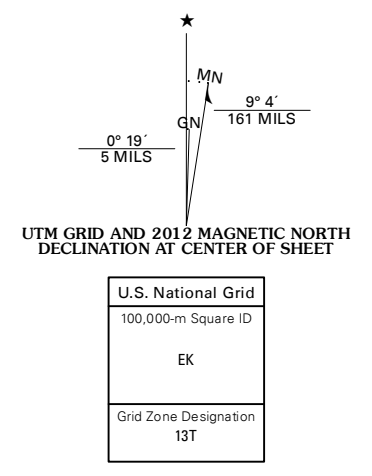 ★
MN
GN
9° 4´
161 MILS
0° 19´
5 MILS
UTM GRID AND 2012 MAGNETIC NORTH
DECLINATION AT CENTER OF SHEET
U.S. National Grid
100,000-m Square ID
EK
Grid Zone Designation
13T